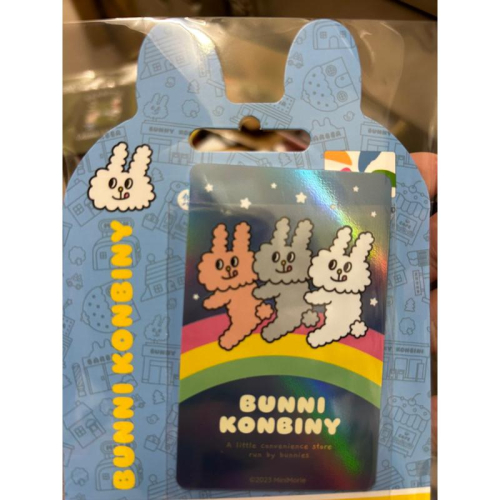 BUNNI KONBINY
BUNNI
KONBINY
A little convenience store
run by bunnies